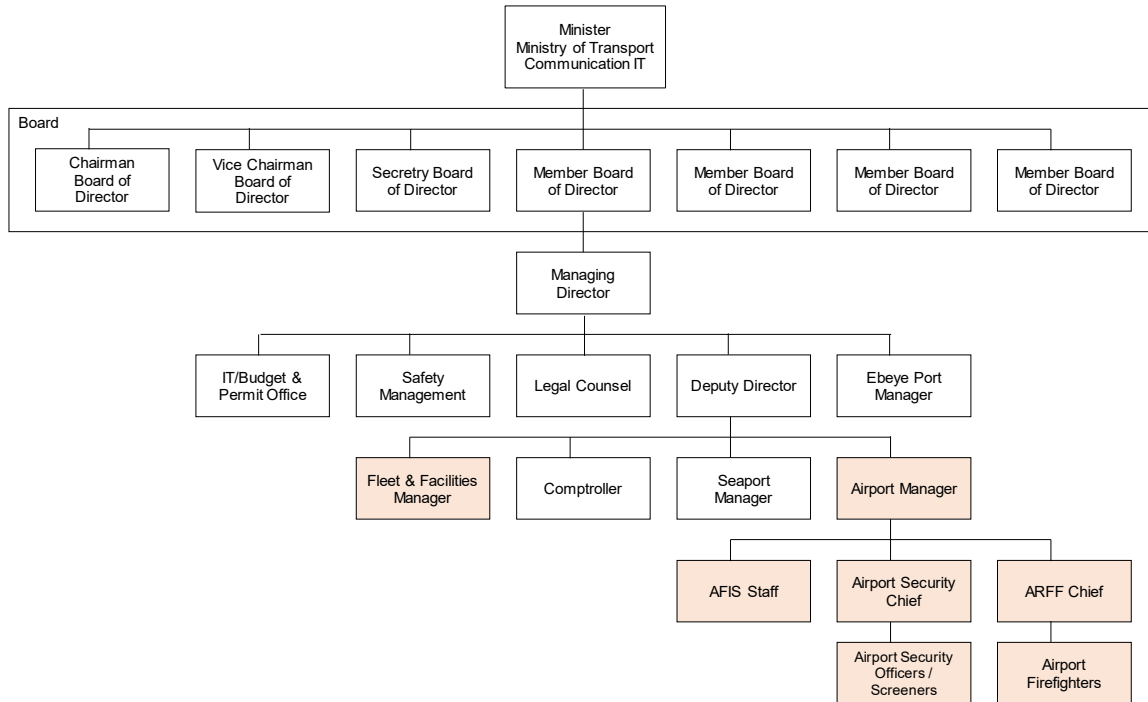 Minister
Ministry of Transport
Communication IT
Board
Chairman
Board of
Director
Vice Chairman
Board of
Director
Secretry Board
of Director
Member Board
of Director
Member Board
of Director
Member Board
of Director
Member Board
of Director
Managing
Director
IT/Budget &
Permit Office
Safety
Management
Legal Counsel
Deputy Director
Ebeye Port
Manager
Fleet & Facilities
Manager
Comptroller
Seaport
Manager
Airport Manager
AFIS Staff
Airport Security
Chief
ARFF Chief
Airport Security
Officers /
Screeners
Airport
Firefighters